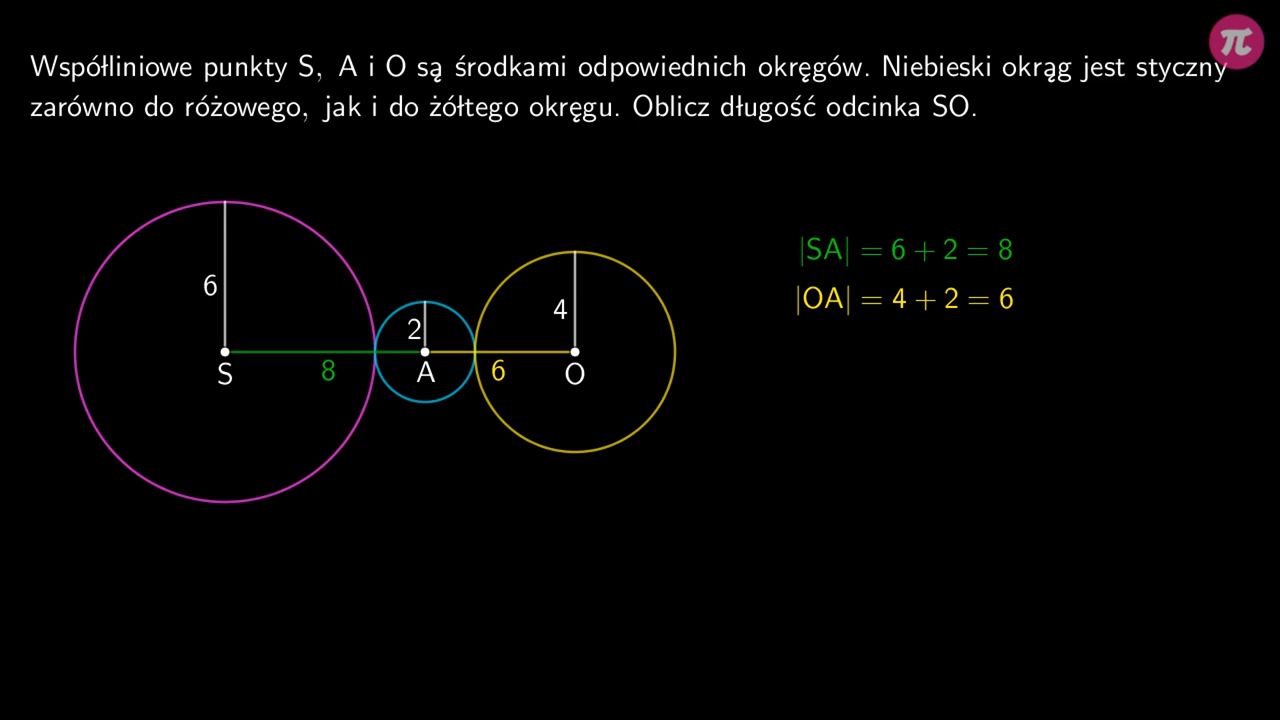 π
Współliniowe punkty S, A i O są środkami odpowiednich okręgów. Niebieski okrąg jest styczny
zarówno do różowego, jak i do żółtego okręgu. Oblicz długość odcinka SO.
|SA| = 6 + 2 = 8
|OA| = 4 + 2 = 6
6
4
2
S
8
A
6
O